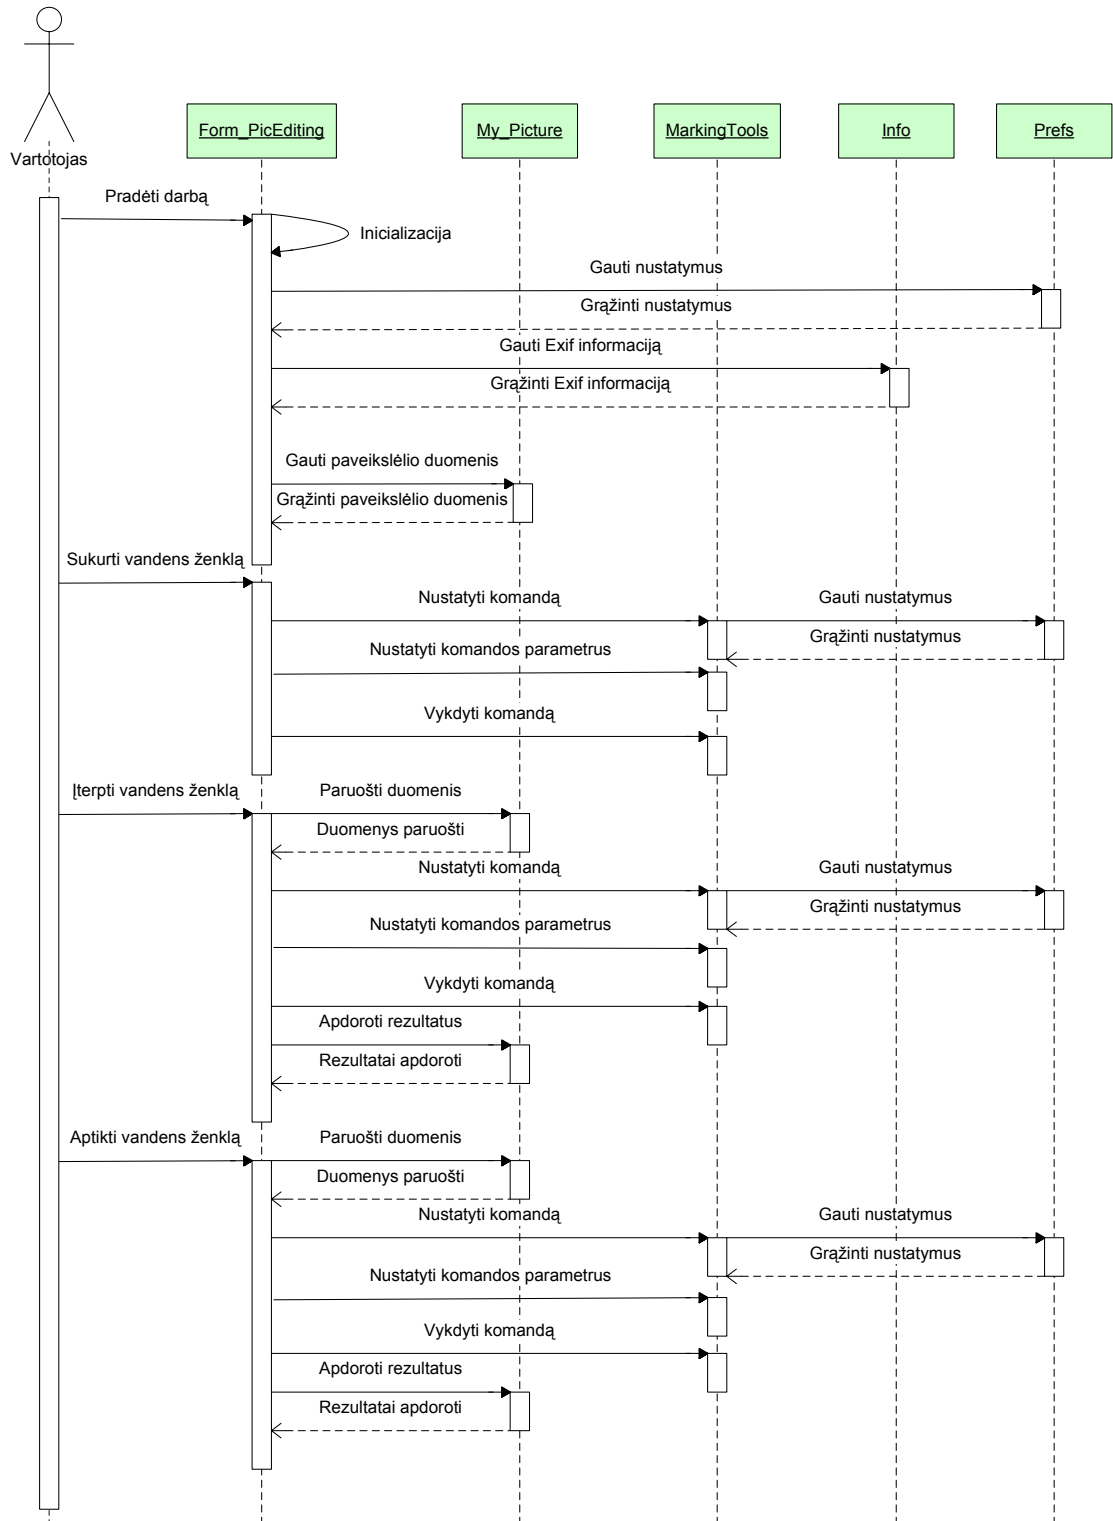 Vartotojas
Form_PicEditing
My_Picture
MarkingTools
Info
Prefs
Pradėti darbą
Inicializacija
Gauti nustatymus
Grąžinti nustatymus
Gauti Exif informaciją
Grąžinti Exif informaciją
Gauti paveikslėlio duomenis
Grąžinti paveikslėlio duomenis
Sukurti vandens ženklą
Nustatyti komandą
Gauti nustatymus
Grąžinti nustatymus
Nustatyti komandos parametrus
Vykdyti komandą
Įterpti vandens ženklą
Paruošti duomenis
Duomenys paruošti
Nustatyti komandą
Gauti nustatymus
Grąžinti nustatymus
Nustatyti komandos parametrus
Vykdyti komandą
Apdoroti rezultatus
Rezultatai apdoroti
Aptikti vandens ženklą
Paruošti duomenis
Duomenys paruošti
Nustatyti komandą
Gauti nustatymus
Grąžinti nustatymus
Nustatyti komandos parametrus
Vykdyti komandą
Apdoroti rezultatus
Rezultatai apdoroti